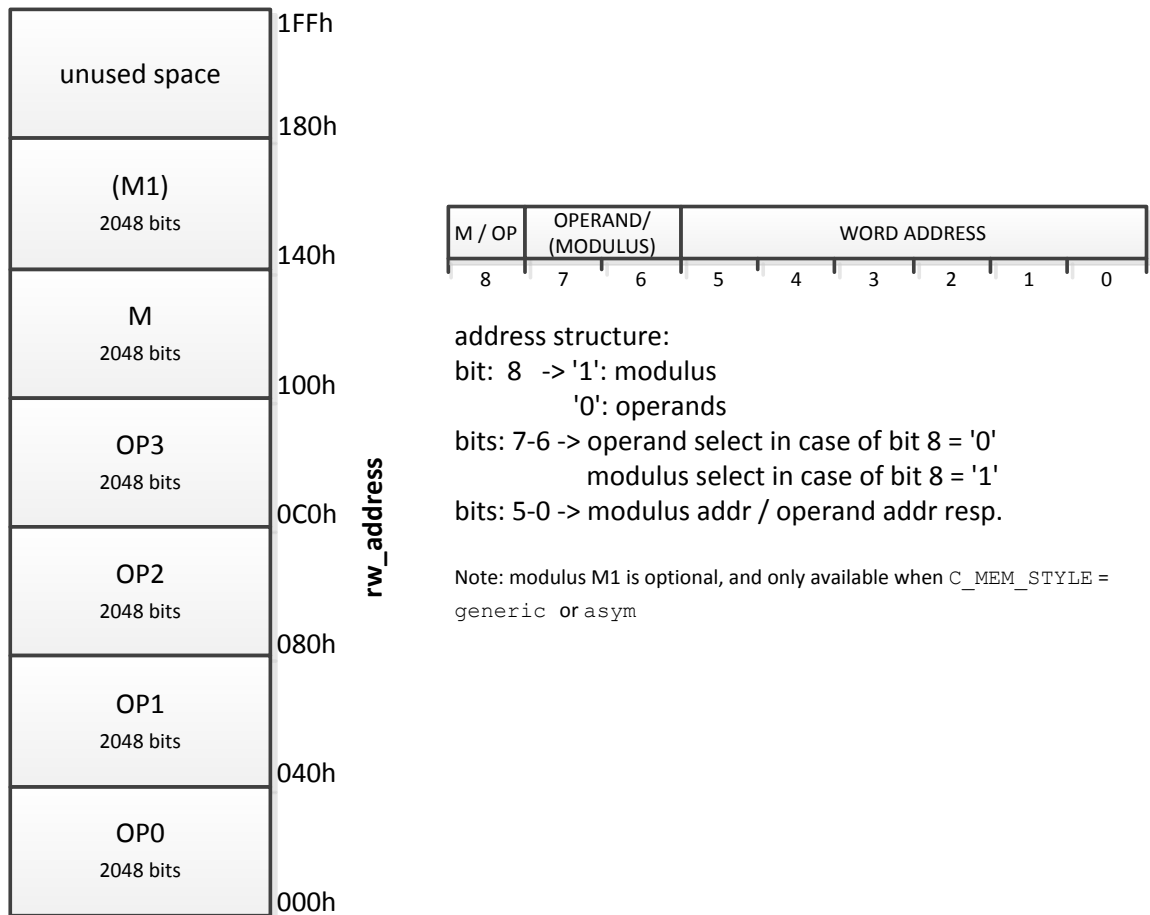 1FFh
unused space
180h
(M1)
2048 bits
140h
M
2048 bits
100h
OP3
2048 bits
0C0h
OP2
2048 bits
080h
OP1
2048 bits
040h
OP0
2048 bits
000h
rw_address
M / OP
OPERAND/
(MODULUS)
WORD ADDRESS
8 7 6 5 4 3 2 1 0
address structure:
bit: 8 -> '1': modulus
'0': operands
bits: 7-6 -> operand select in case of bit 8 = '0'
modulus select in case of bit 8 = '1'
bits: 5-0 -> modulus addr / operand addr resp.
Note: modulus M1 is optional, and only available when C_MEM_STYLE =
generic or asym